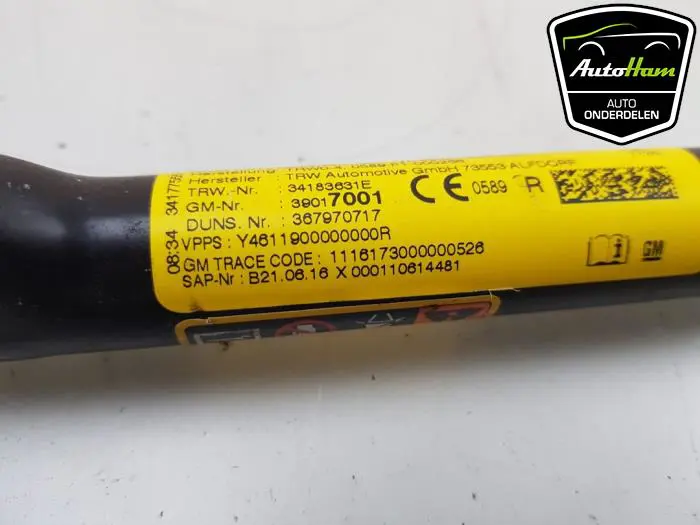 AutoHam
AUTO
ONDERDELEN
Hersteller : TRW Automotive GmbH 73553 ALFDORF
TRW.-Nr. : 34183631E
GM-Nr. : 39017001
DUNS. Nr. : 367970717
VPPS : Y4611900000000R
GM TRACE CODE : 1116173000000526
SAP-Nr : B21.06.16 X 000110614481
08:34
CE 0589 R
GM